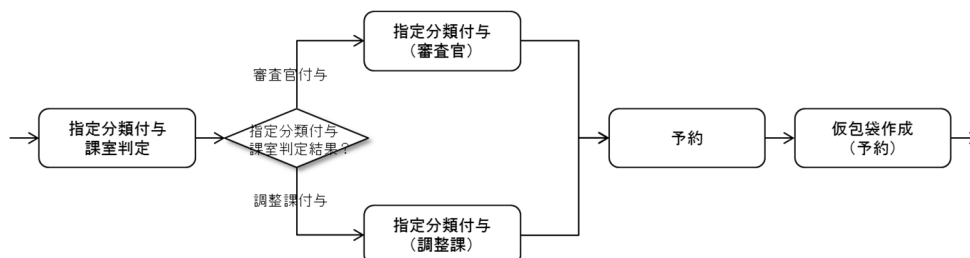 指定分類付与
課室判定
指定分類付与
課室判定結果?
審査官付与
調整課付与
指定分類付与
(審査官)
指定分類付与
(調整課)
予約
仮包袋作成
(予約)